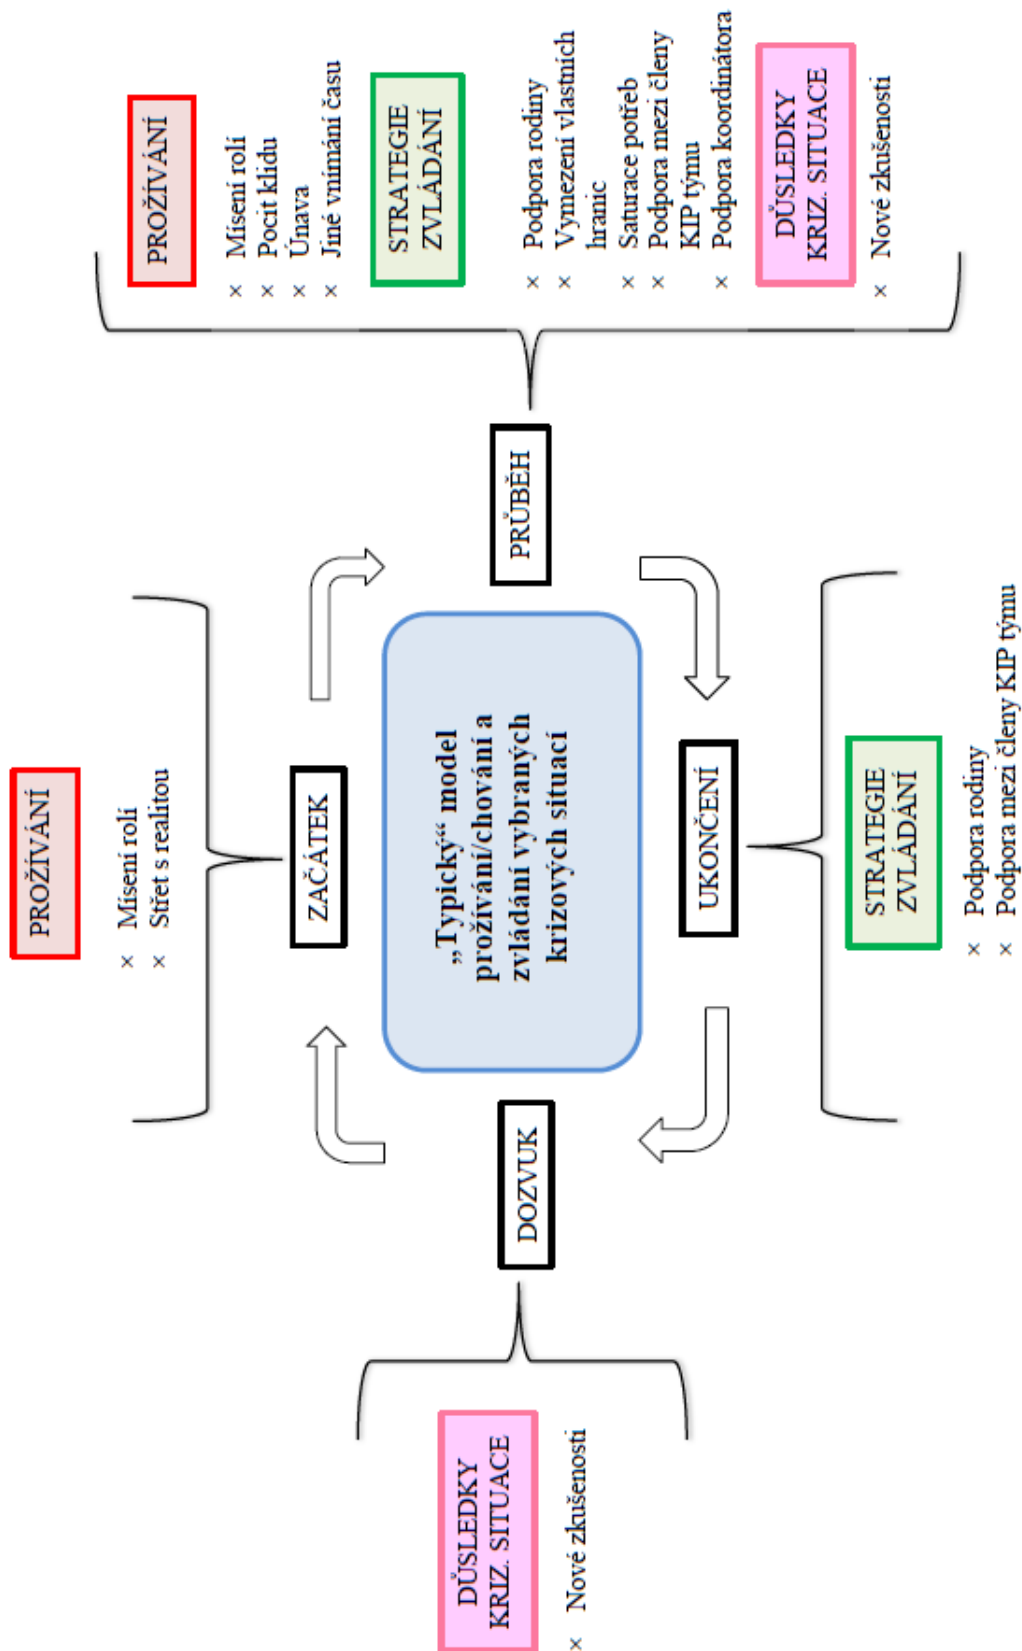 PROŽÍVÁNÍ
× Mísení rolí
× Střet s realitou
ZAČÁTEK
„Typický“ model
prožívání/chování a
zvládání vybraných
krizových situací
PRŮBĚH
PROŽÍVÁNÍ
× Mísení rolí
× Pocit klidu
× Únava
× Jiné vnímání času
STRATEGIE
ZVLÁDÁNÍ
× Podpora rodiny
× Vymezení vlastních
hranic
× Saturace potřeb
× Podpora mezi členy
KIP týmu
× Podpora koordinátora
DŮSLEDKY
KRIZ. SITUACE
× Nové zkušenosti
UKONČENÍ
STRATEGIE
ZVLÁDÁNÍ
× Podpora rodiny
× Podpora mezi členy KIP týmu
DOZVUK
DŮSLEDKY
KRIZ. SITUACE
× Nové zkušenosti